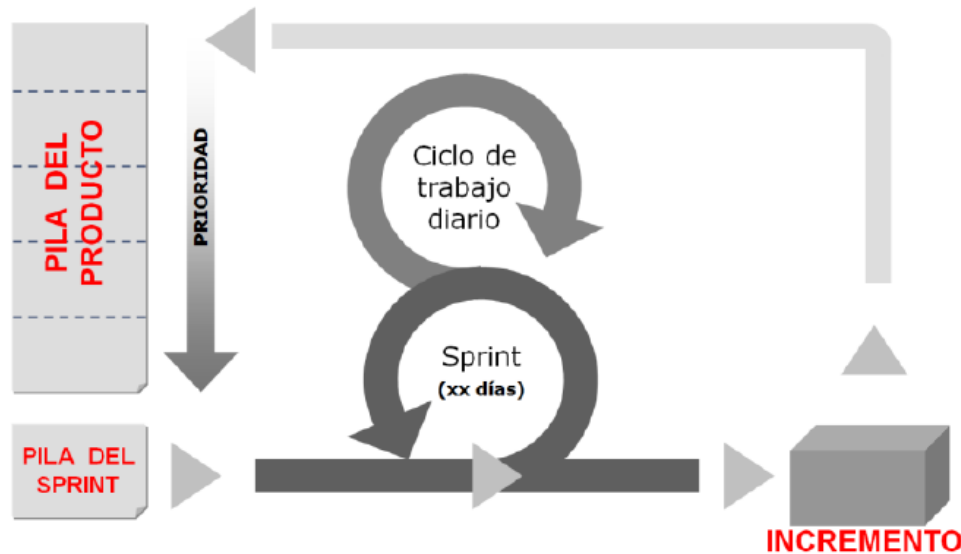 PILA DEL
PRODUCTO
PRIORIDAD
Ciclo de
trabajo
diario
Sprint
(xx días)
PILA DEL
SPRINT
INCREMENTO